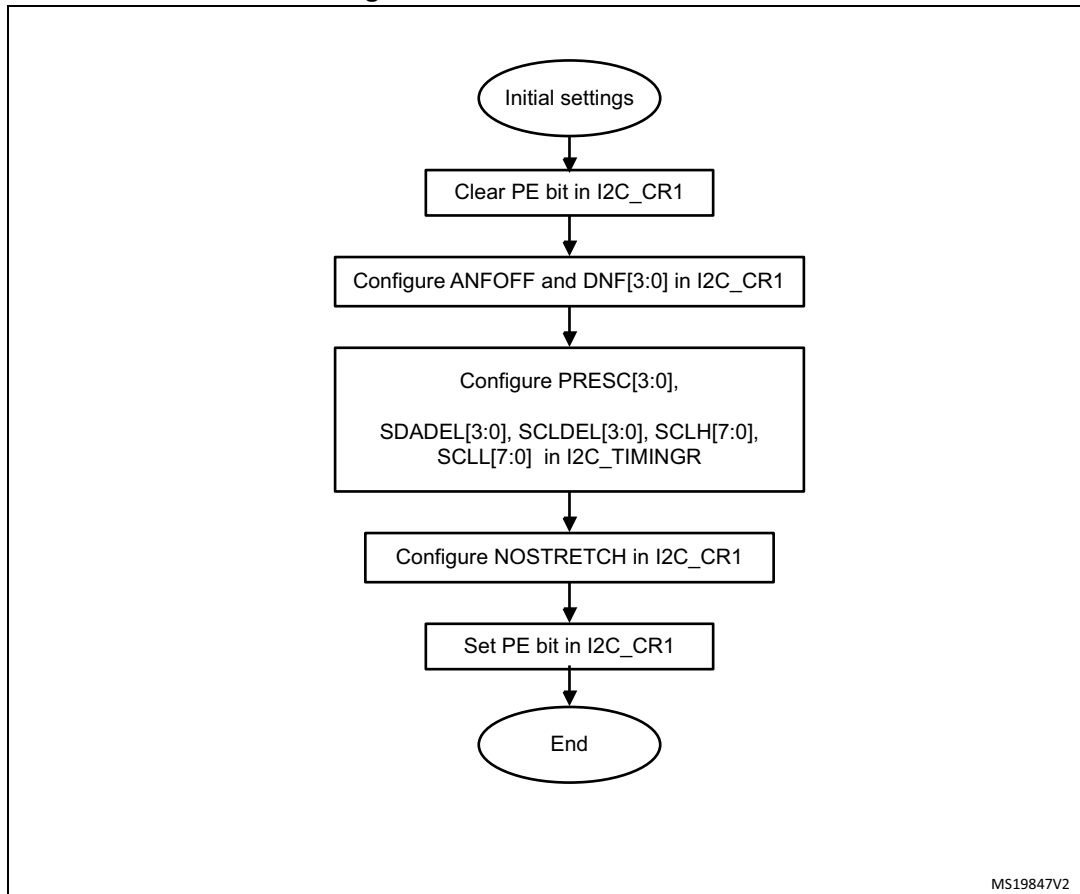 Initial settings
Clear PE bit in I2C_CR1
Configure ANFOFF and DNF[3:0] in I2C_CR1
Configure PRESC[3:0],
SDADEL[3:0], SCLDEL[3:0], SCLH[7:0],
SCLL[7:0] in I2C_TIMINGR
Configure NOSTRETCH in I2C_CR1
Set PE bit in I2C_CR1
End
MS19847V2